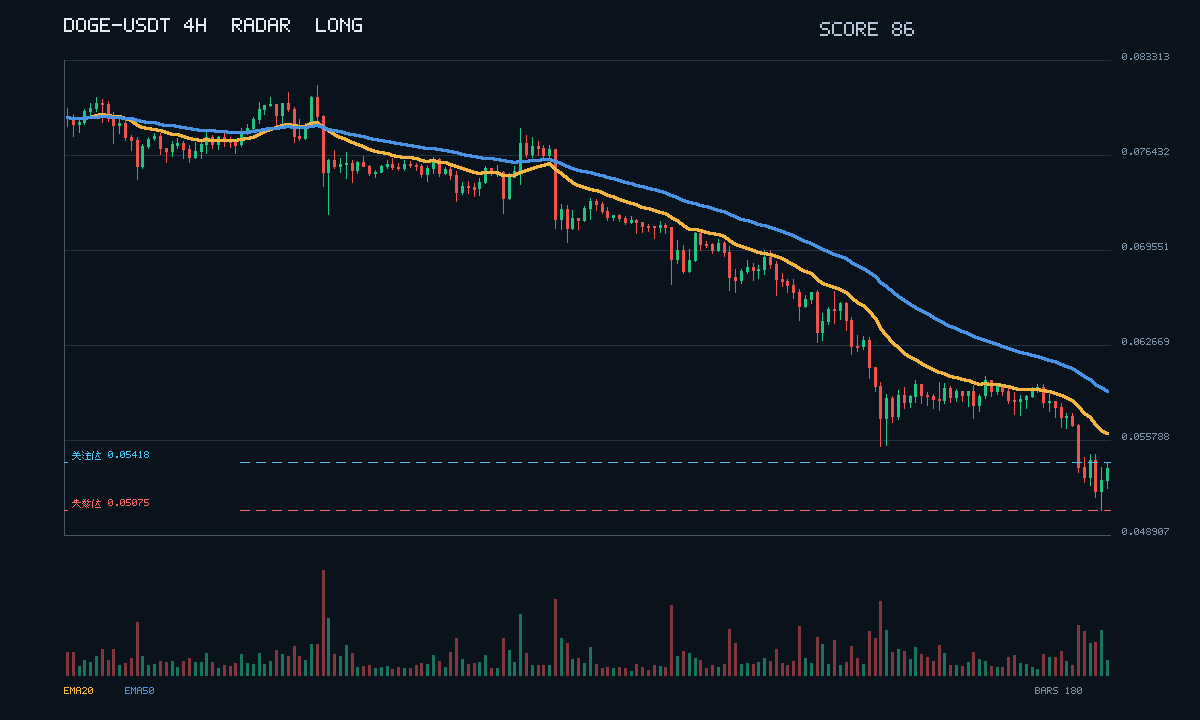 DOGE-USDT 4H RADAR LONG
SCORE 86
0.083313
0.076432
0.069551
0.062669
0.055788
关注位 0.05418
失效位 0.05075
0.048907
EMA20
EMA50
BARS 180